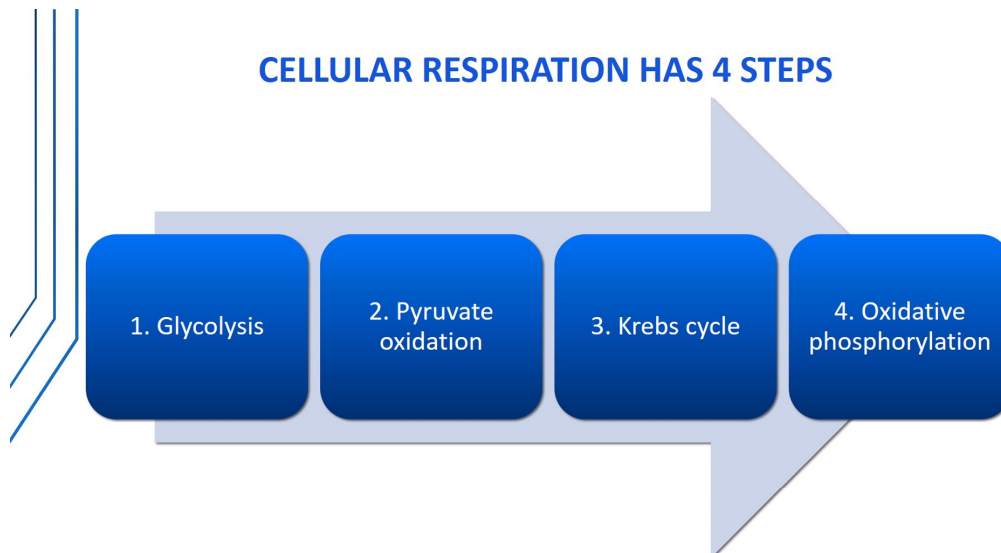 CELLULAR RESPIRATION HAS 4 STEPS
1. Glycolysis
2. Pyruvate
oxidation
3. Krebs cycle
4. Oxidative
phosphorylation